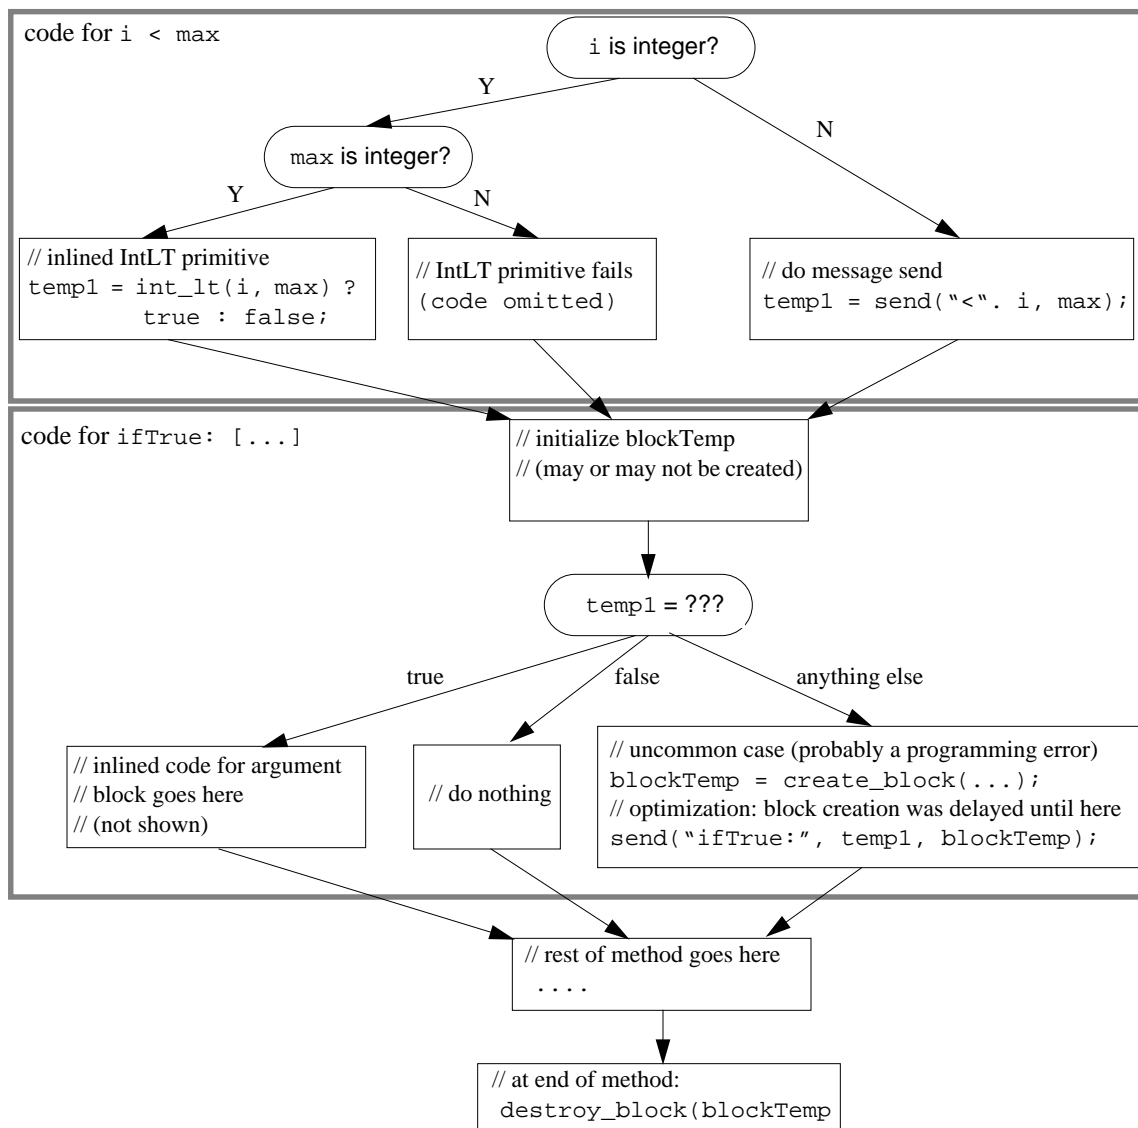 code for i < max
i is integer?
Y
N
max is integer?
Y
N
// inlined IntLT primitive
temp1 = int_lt(i, max) ?
true : false;
// IntLT primitive fails
(code omitted)
// do message send
temp1 = send(“<“. i, max);
code for ifTrue: [...]
// initialize blockTemp
// (may or may not be created)
temp1 = ???
true
false
anything else
// inlined code for argument
// block goes here
// (not shown)
// do nothing
// uncommon case (probably a programming error)
blockTemp = create_block(...);
// optimization: block creation was delayed until here
send(“ifTrue:”, temp1, blockTemp);
// rest of method goes here
....
// at end of method:
destroy_block(blockTemp